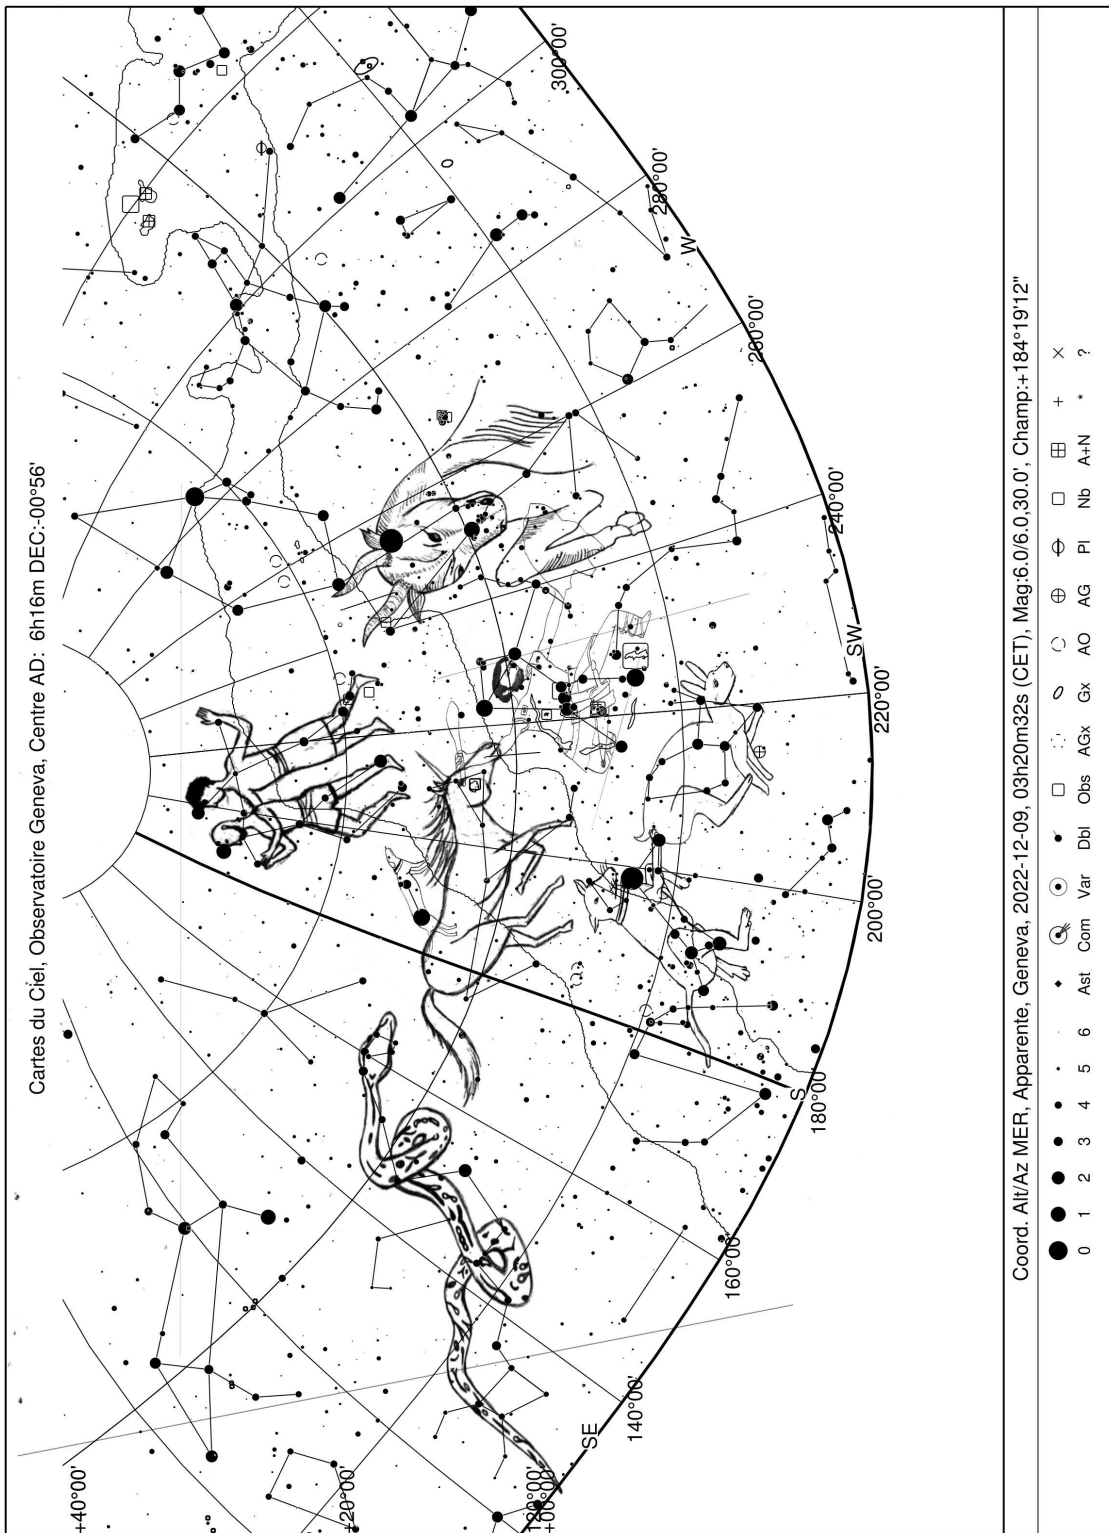 Cartes du Ciel, Observatoire Geneva, Centre AD: 6h16m DEC:-00°56'
+40°00'
+20°00'
120°00'
+00°00'
SE
140°00'
160°00'
S
180°00'
200°00'
220°00'
SW
240°00'
260°00'
W
280°00'
300°00'
Coord. Alt/Az MER, Apparente, Geneva, 2022-12-09, 03h20m32s (CET), Mag:6.0/6.0,30.0', Champ:+184°19'12"
0 1 2 3 4 5 6 Ast Com Var Dbl Obs AGx Gx AO AG Pl Nb A+N * ?